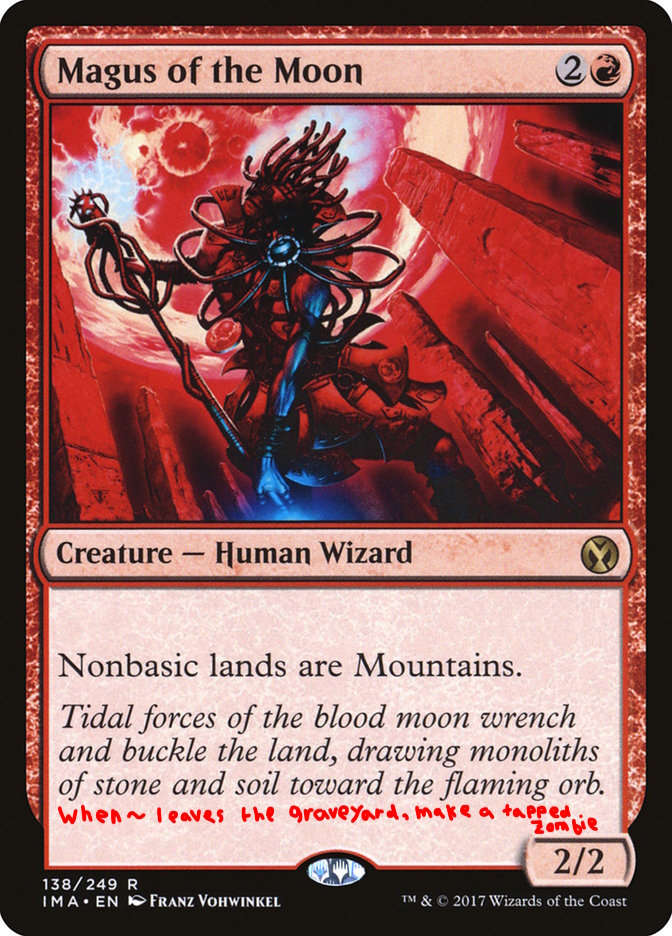 Magus of the Moon 2
Creature — Human Wizard
Nonbasic lands are Mountains.
Tidal forces of the blood moon wrench
and buckle the land, drawing monoliths
of stone and soil toward the flaming orb.
When ~ leaves the graveyard, make a tapped
zombie
2/2
138/249 R
IMA • EN Franz Vohwinkel
™ & © 2017 Wizards of the Coast